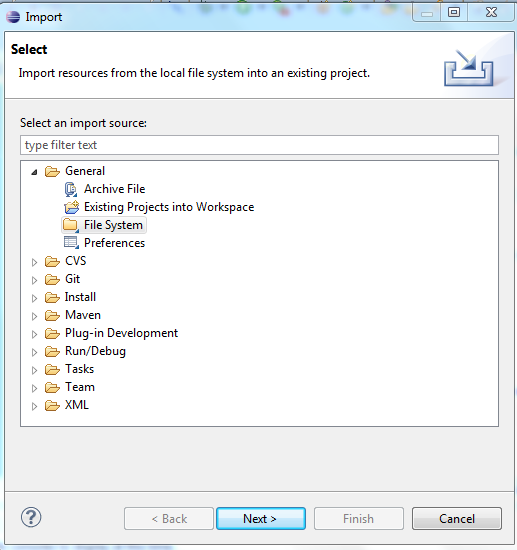 Import
Select
Import resources from the local file system into an existing project.
Select an import source:
type filter text
General
Archive File
Existing Projects into Workspace
File System
Preferences
CVS
Git
Install
Maven
Plug-in Development
Run/Debug
Tasks
Team
XML
?
< Back
Next >
Finish
Cancel